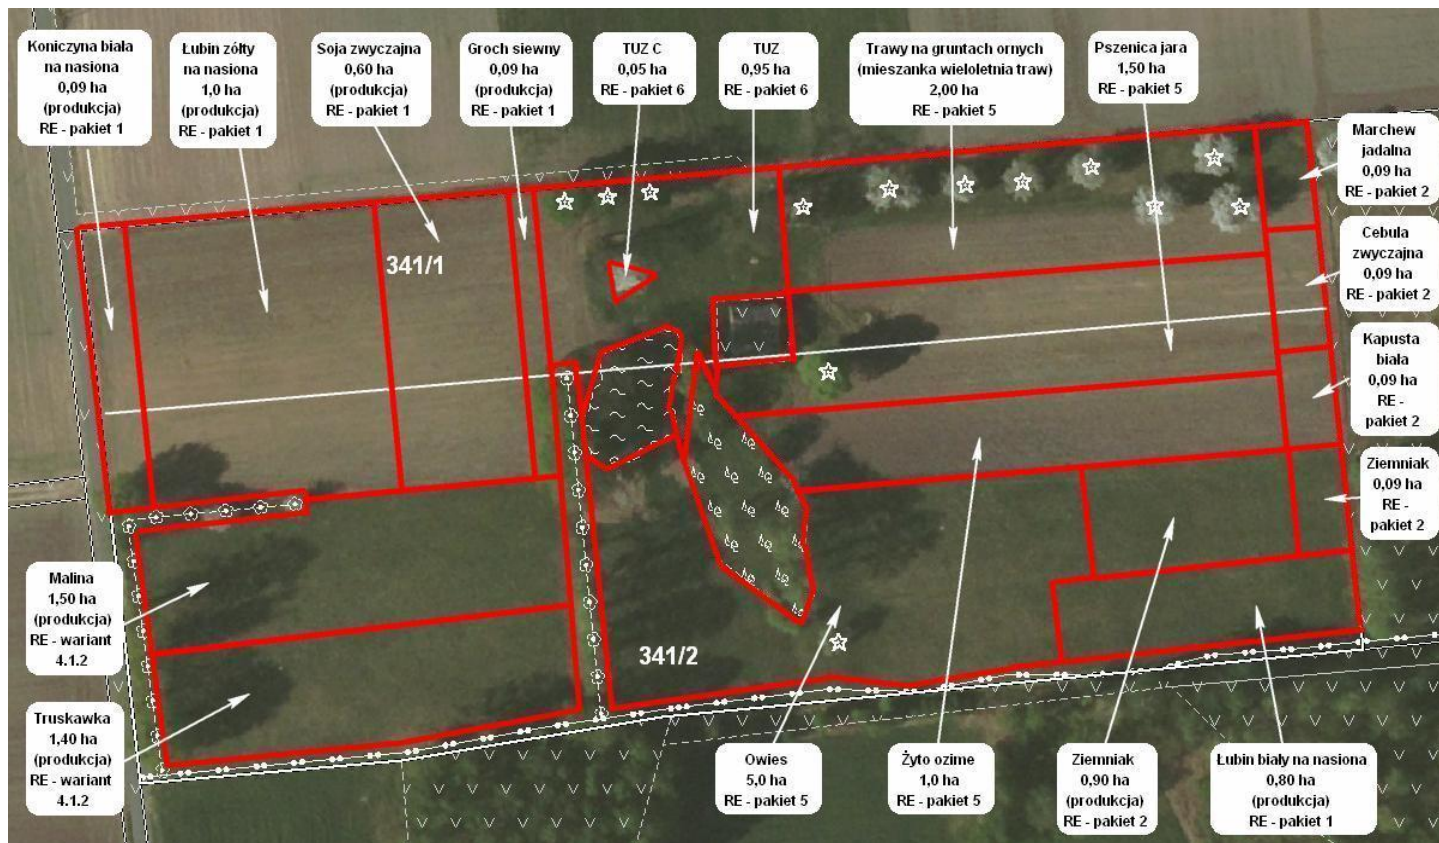 Koniczyna biała
na nasiona
0,09 ha
(produkcja)
RE - pakiet 1
Łubin zółty
na nasiona
1,0 ha
(produkcja)
RE - pakiet 1
Soja zwyczajna
0,60 ha
(produkcja)
RE - pakiet 1
Groch siewny
0,09 ha
(produkcja)
RE - pakiet 1
TUZ C
0,05 ha
RE - pakiet 6
TUZ
0,95 ha
RE - pakiet 6
Trawy na gruntach ornych
(mieszanka wieloletnia traw)
2,00 ha
RE - pakiet 5
Pszenica jara
1,50 ha
RE - pakiet 5
Marchew
jadalna
0,09 ha
RE - pakiet 2
Cebula
zwyczajna
0,09 ha
RE - pakiet 2
Kapusta
biała
0,09 ha
RE -
pakiet 2
Ziemniak
0,09 ha
RE -
pakiet 2
341/1
341/2
Malina
1,50 ha
(produkcja)
RE - wariant
4.1.2
Truskawka
1,40 ha
(produkcja)
RE - wariant
4.1.2
Owies
5,0 ha
RE - pakiet 5
Żyto ozime
1,0 ha
RE - pakiet 5
Ziemniak
0,90 ha
(produkcja)
RE - pakiet 2
Łubin biały na nasiona
0,80 ha
(produkcja)
RE - pakiet 1